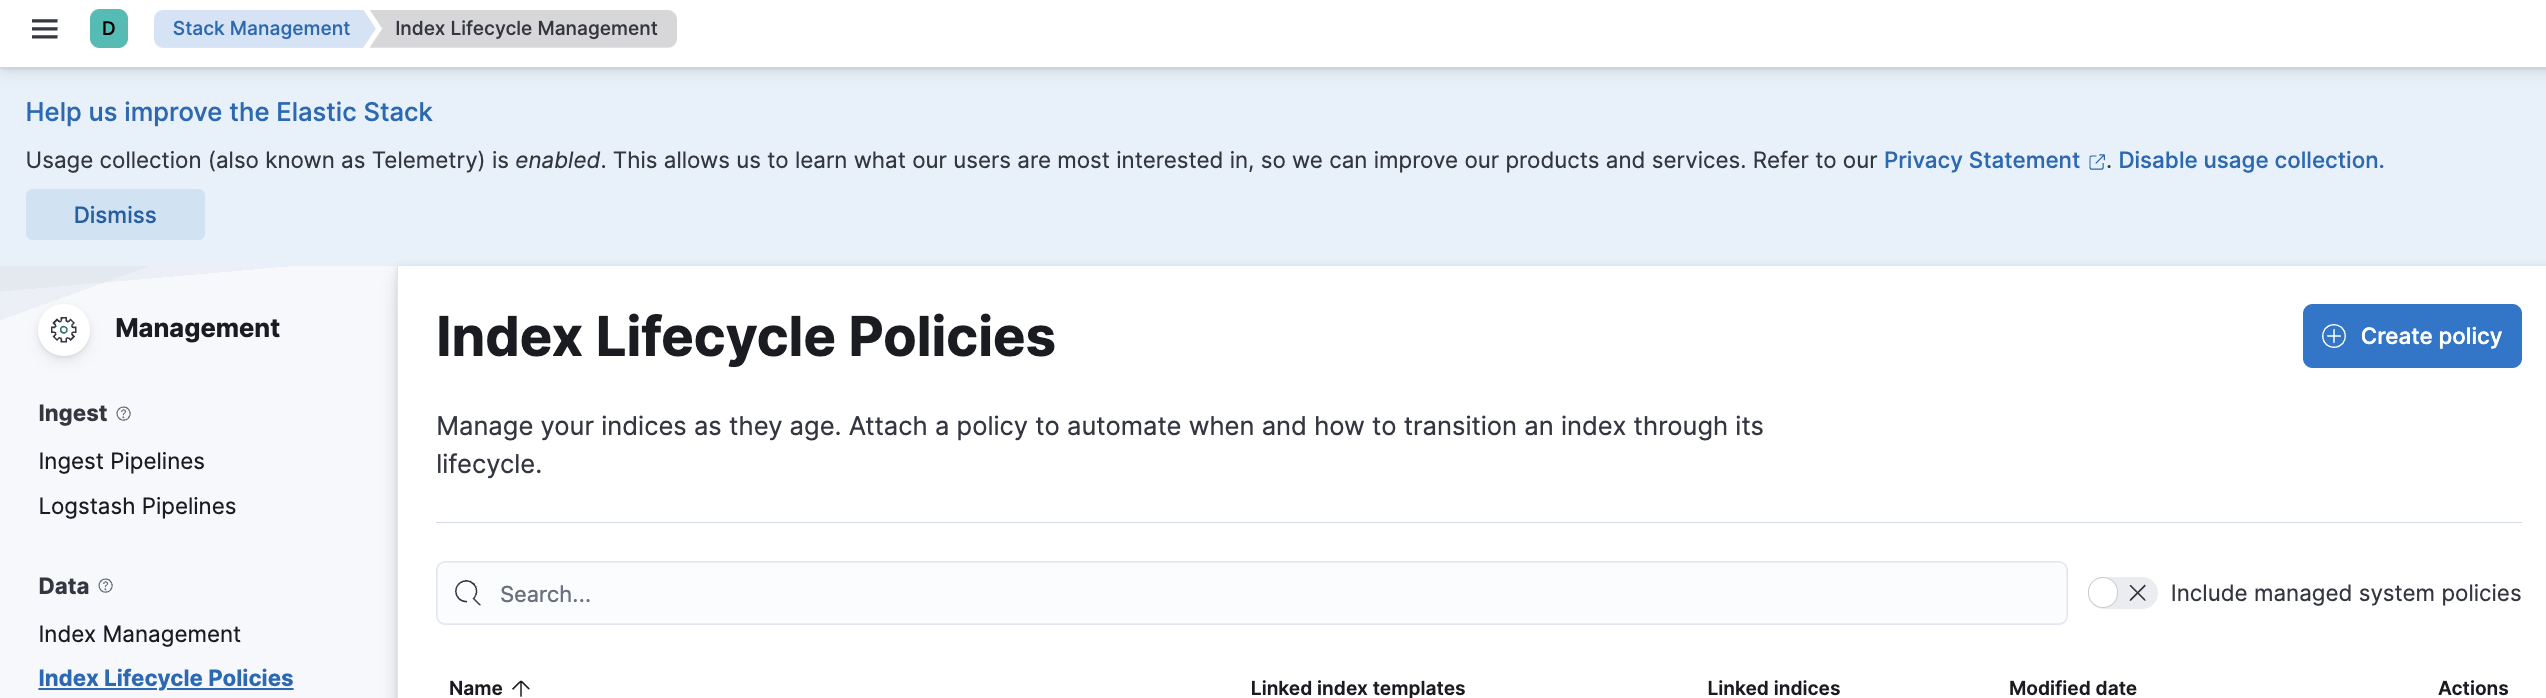 D Stack Management Index Lifecycle Management
Help us improve the Elastic Stack
Usage collection (also known as Telemetry) is enabled. This allows us to learn what our users are most interested in, so we can improve our products and services. Refer to our Privacy Statement. Disable usage collection.
Dismiss
Management
Ingest
Ingest Pipelines
Logstash Pipelines
Data
Index Management
Index Lifecycle Policies
Index Lifecycle Policies
Create policy
Manage your indices as they age. Attach a policy to automate when and how to transition an index through its
lifecycle.
Search...
Include managed system policies
Name Linked index templates Linked indices Modified date Actions